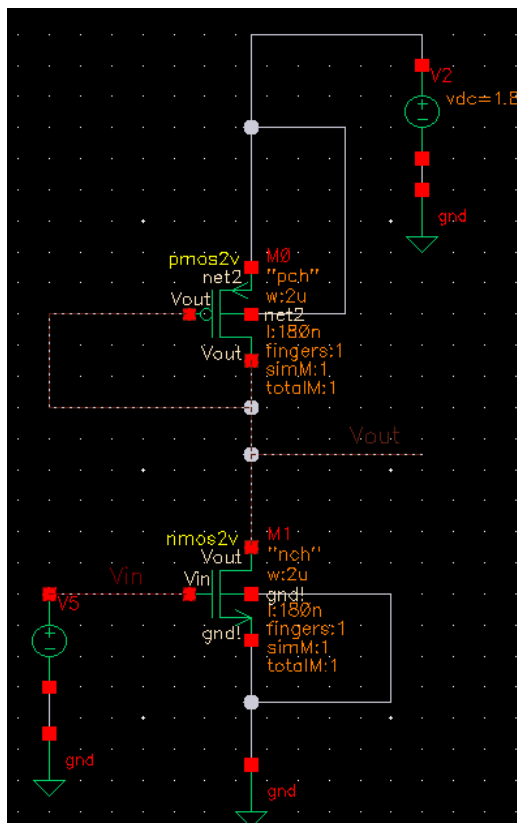 V2
vdc=1.8
gnd
M0
pmos2v
"pch"
net2
w:2u
Vout
net2
l:180n
fingers:1
Vout
simM:1
totalM:1
Vout
M1
nmos2v
"nch"
Vout
w:2u
Vin
Vin
gnd!
V5
l:180n
fingers:1
gnd!
simM:1
totalM:1
gnd
gnd